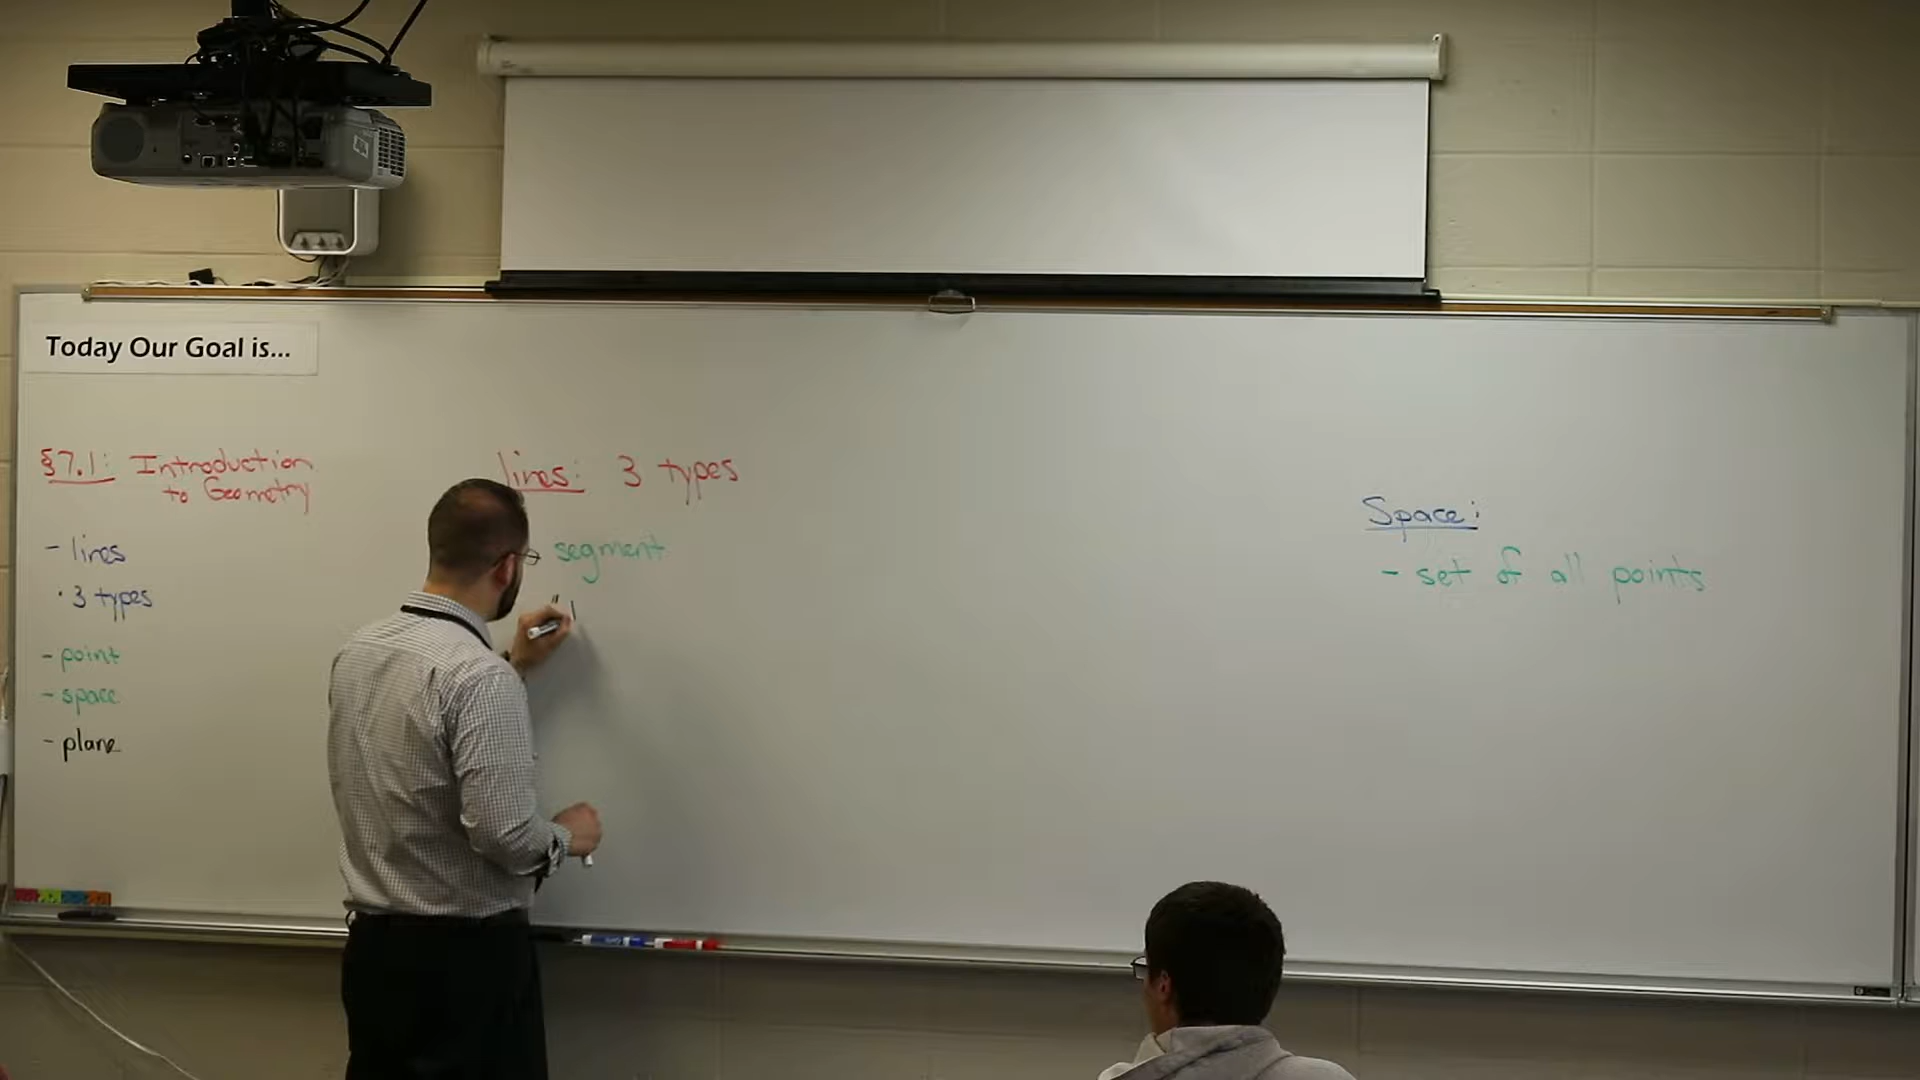 Today Our Goal is...
§7.1: Introduction
to Geometry
- lines
· 3 types
- point
- space
- plane
lines: 3 types
segment
Space:
- set of all points